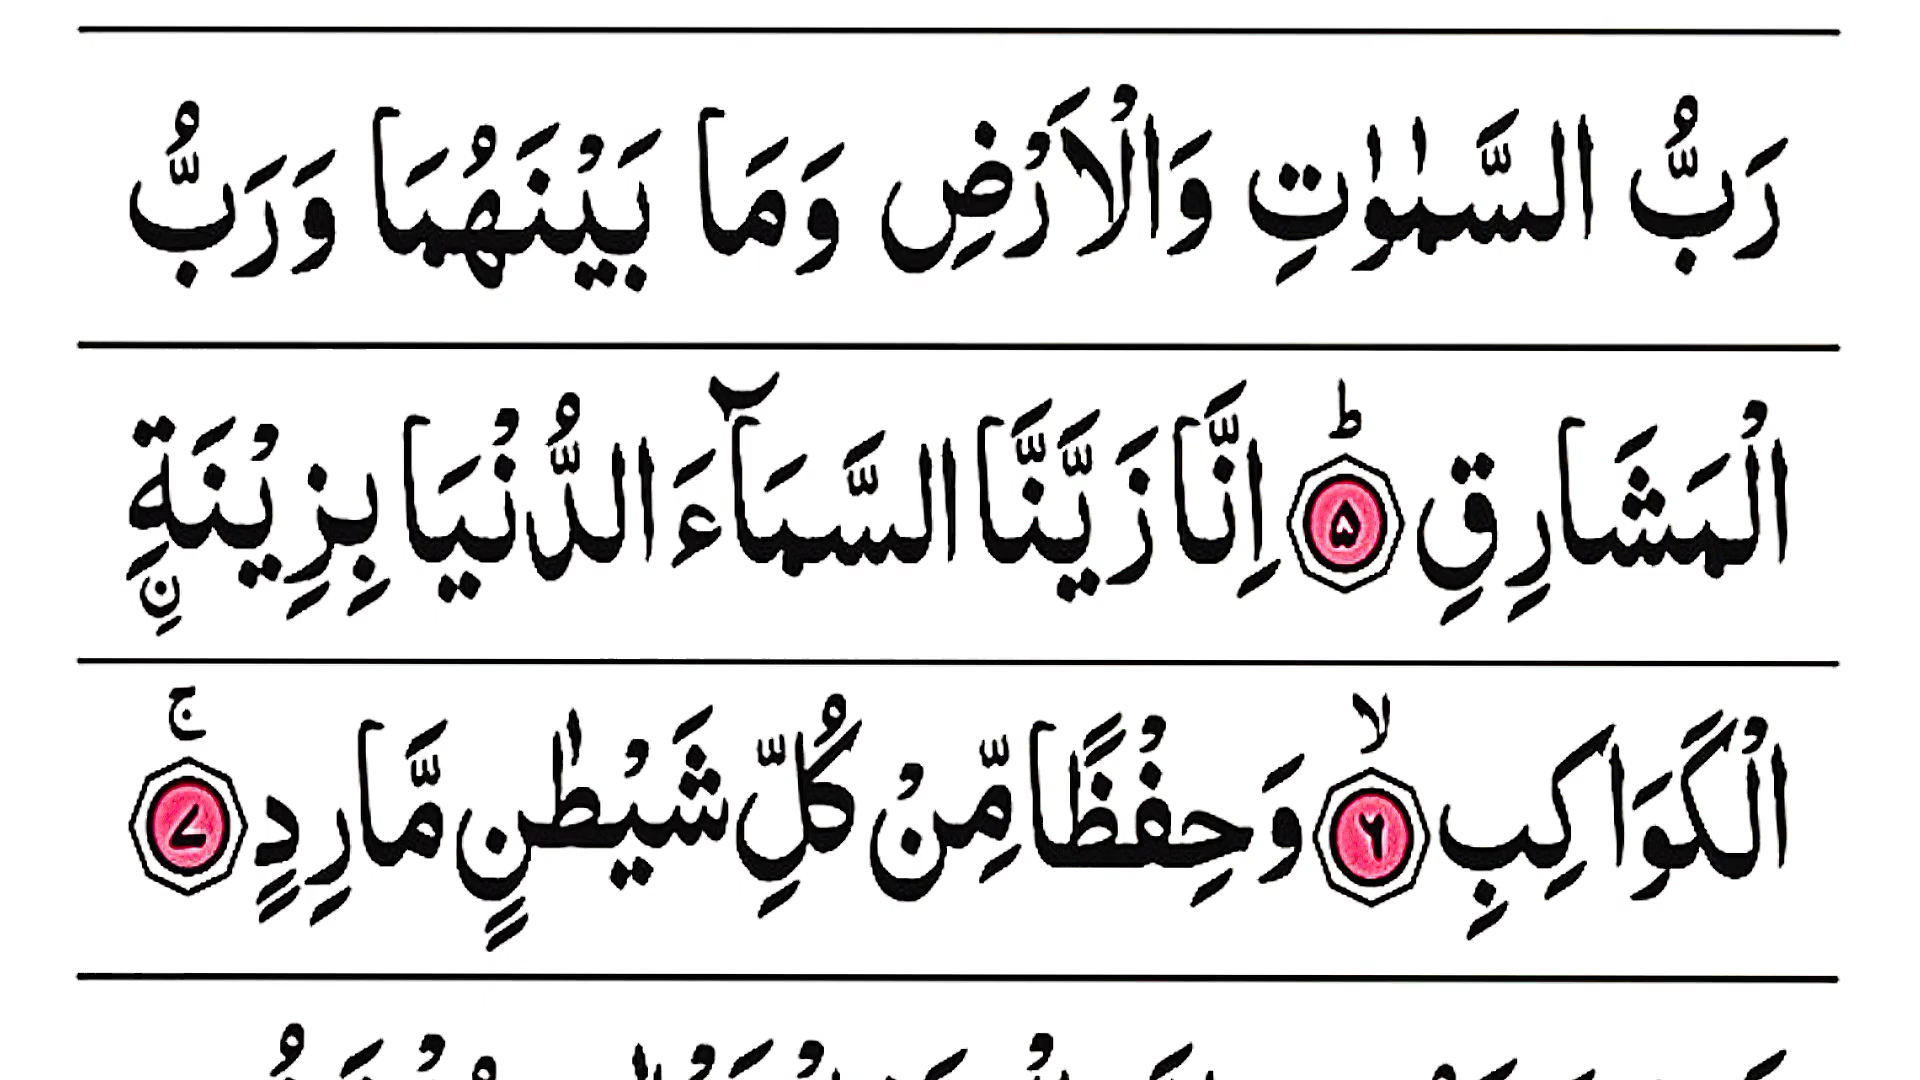 رَبُّ السَّمٰوٰتِ وَالْاَرْضِ وَمَا بَيْنَهُمَا وَرَبُّ
الْمَشَارِقِ ؕ ۵ اِنَّا زَيَّنَّا السَّمَآءَ الدُّنْيَا بِزِيْنَةِ ۨ
الْكَوَاكِبِ ۙ ۶ وَحِفْظًا مِّنْ كُلِّ شَيْطٰنٍ مَّارِدٍ ۚ ۷